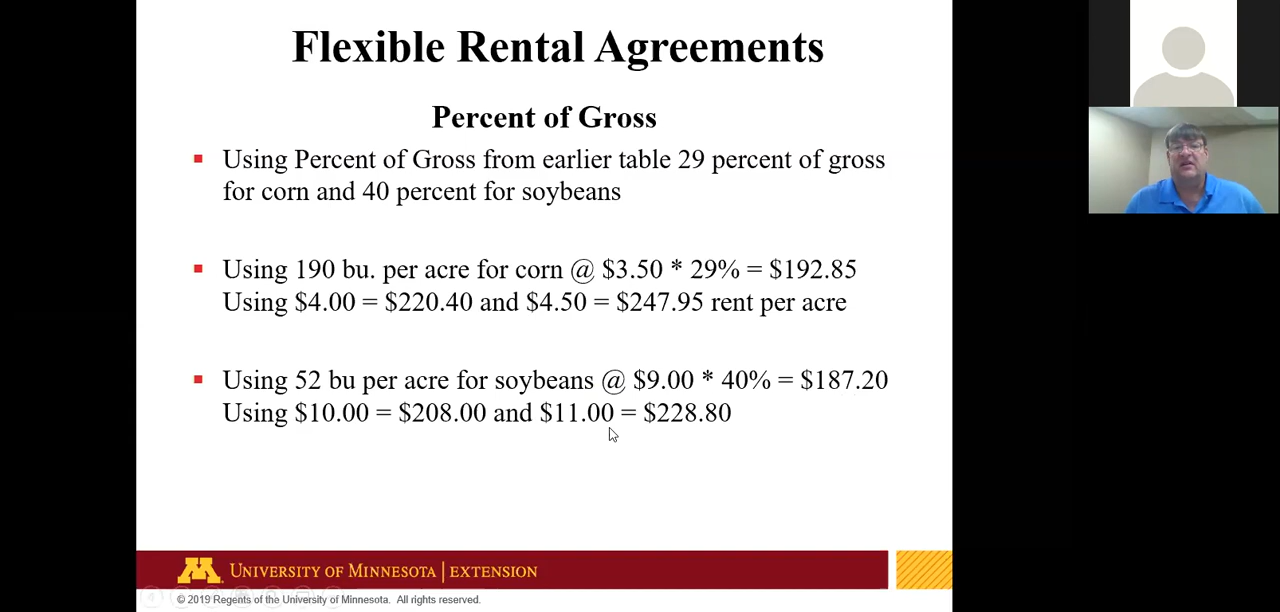 Flexible Rental Agreements
Percent of Gross
Using Percent of Gross from earlier table 29 percent of gross
for corn and 40 percent for soybeans
Using 190 bu. per acre for corn @ $3.50 * 29% = $192.85
Using $4.00 = $220.40 and $4.50 = $247.95 rent per acre
Using 52 bu per acre for soybeans @ $9.00 * 40% = $187.20
Using $10.00 = $208.00 and $11.00 = $228.80
M UNIVERSITY OF MINNESOTA | EXTENSION
© 2019 Regents of the University of Minnesota. All rights reserved.